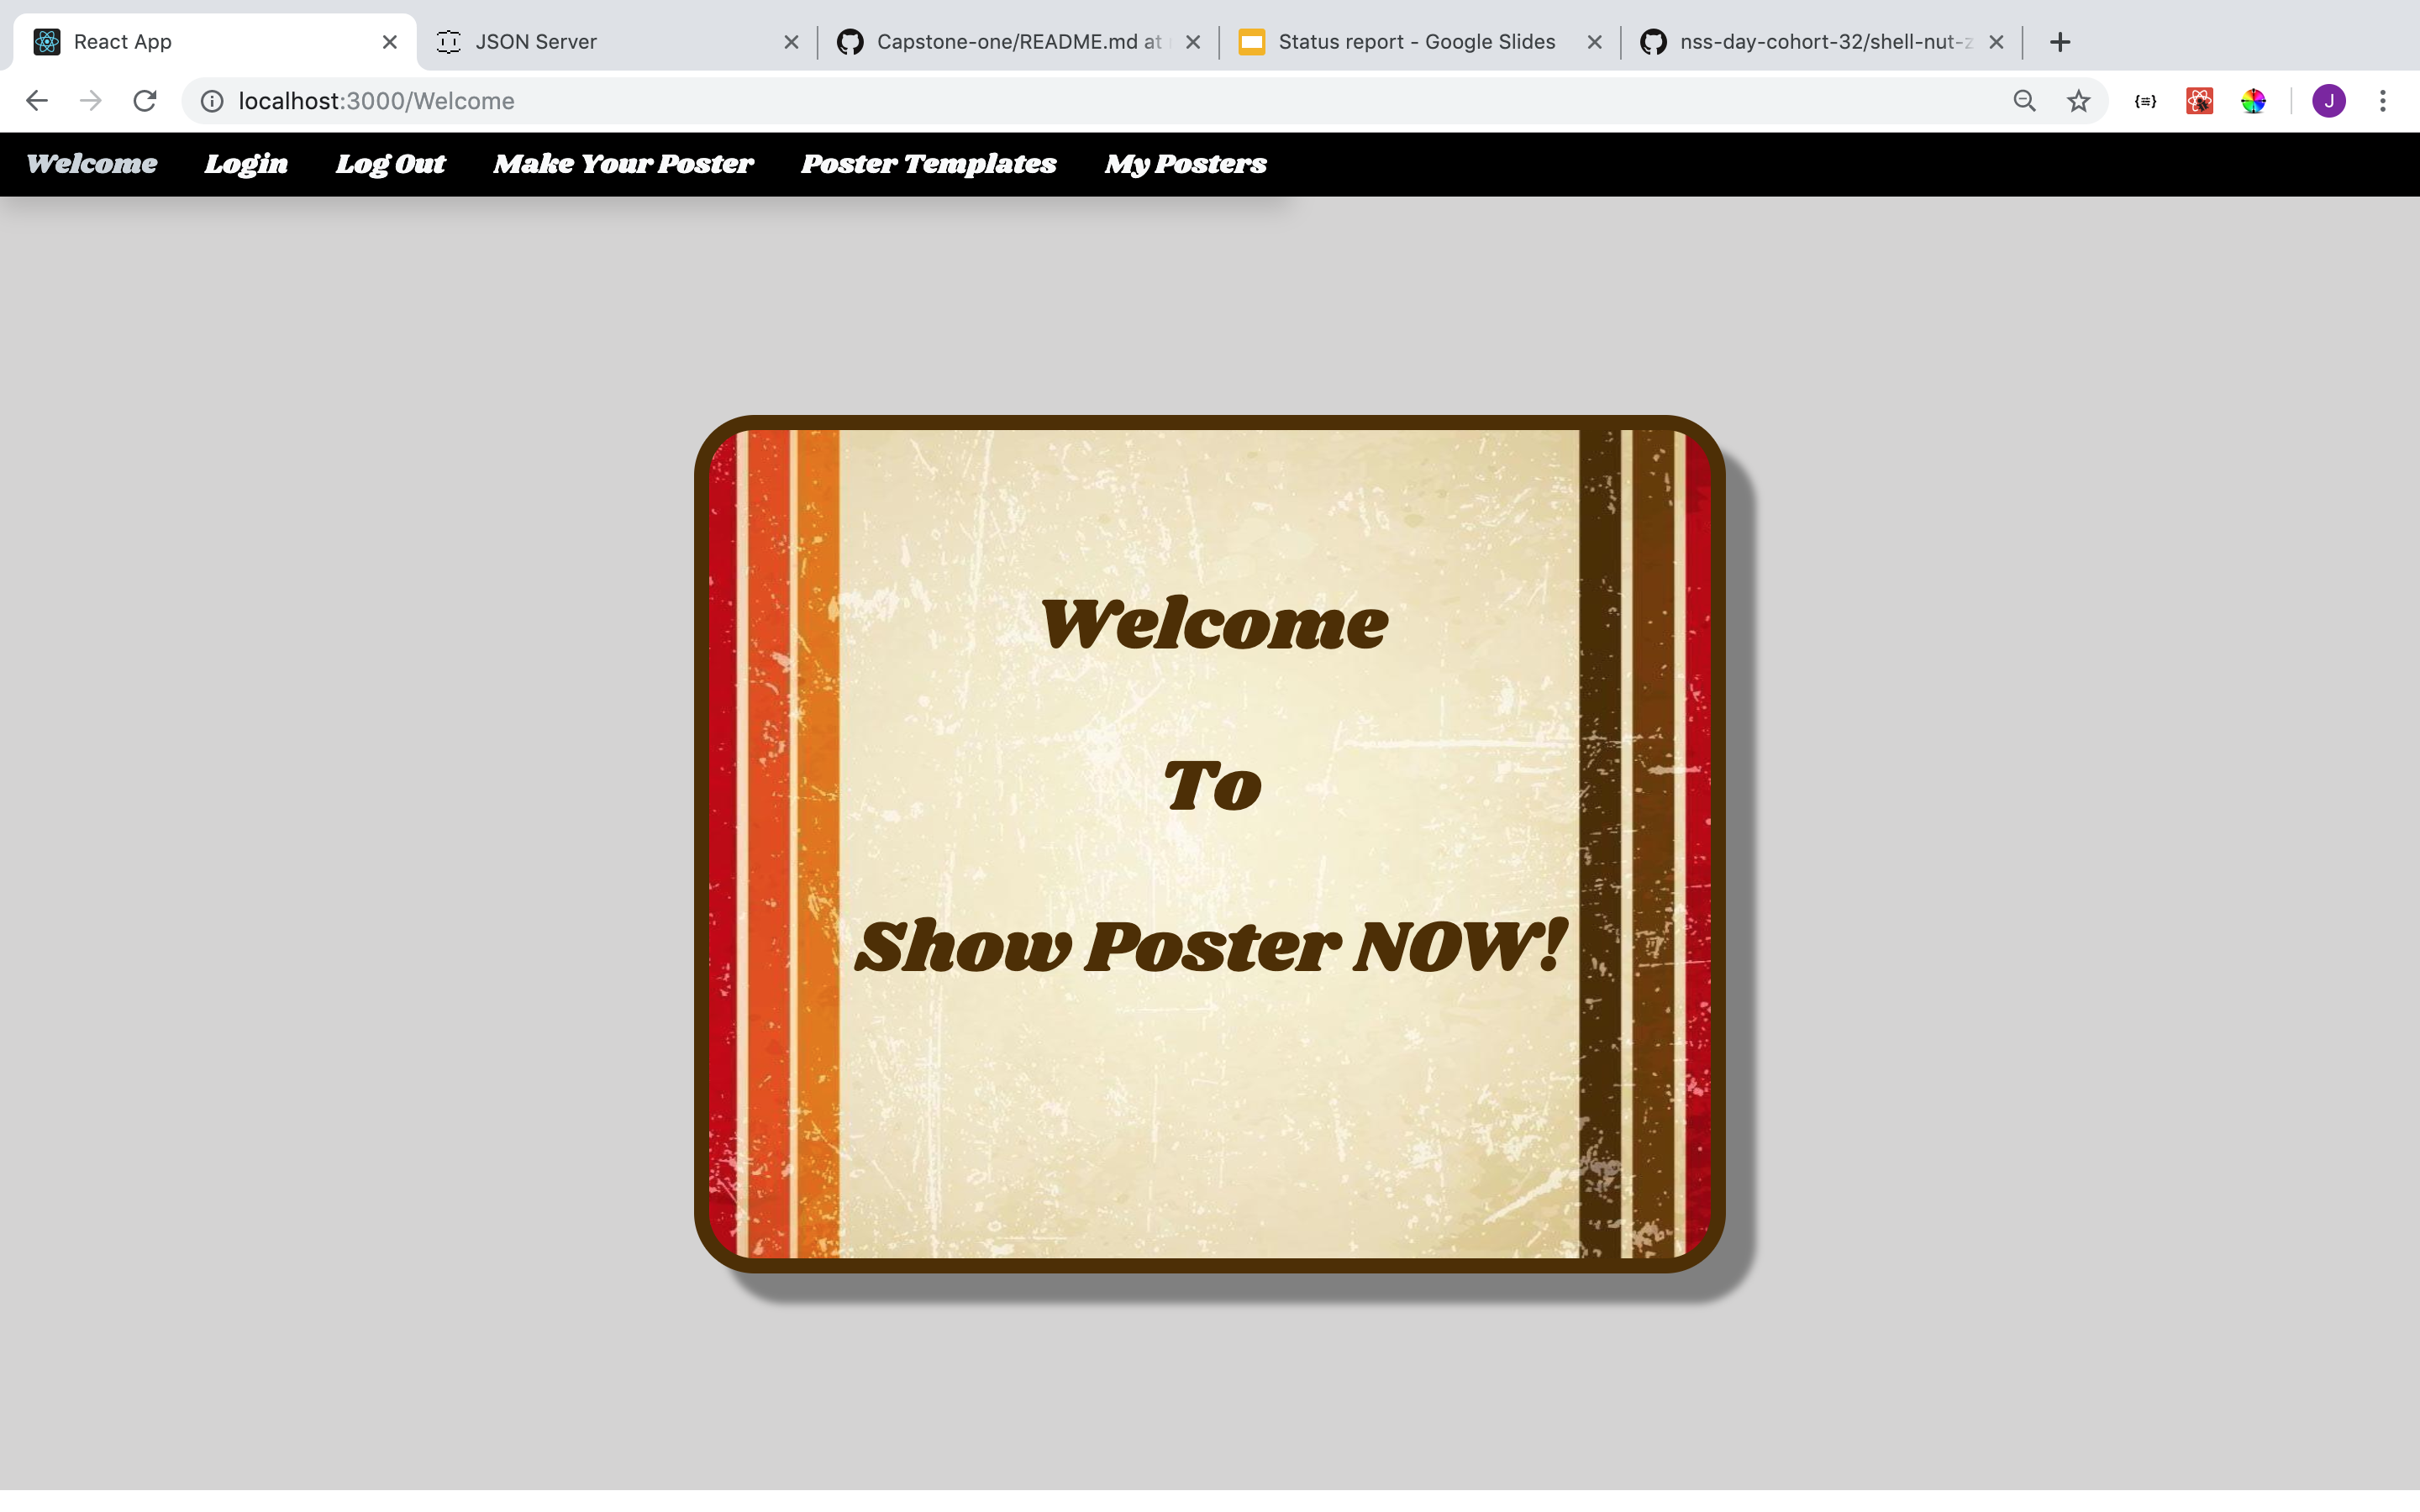 React App
JSON Server
Capstone-one/README.md at
Status report - Google Slides
nss-day-cohort-32/shell-nut-z
localhost:3000/Welcome
J
Welcome Login Log Out Make Your Poster Poster Templates My Posters
Welcome
To
Show Poster NOW!